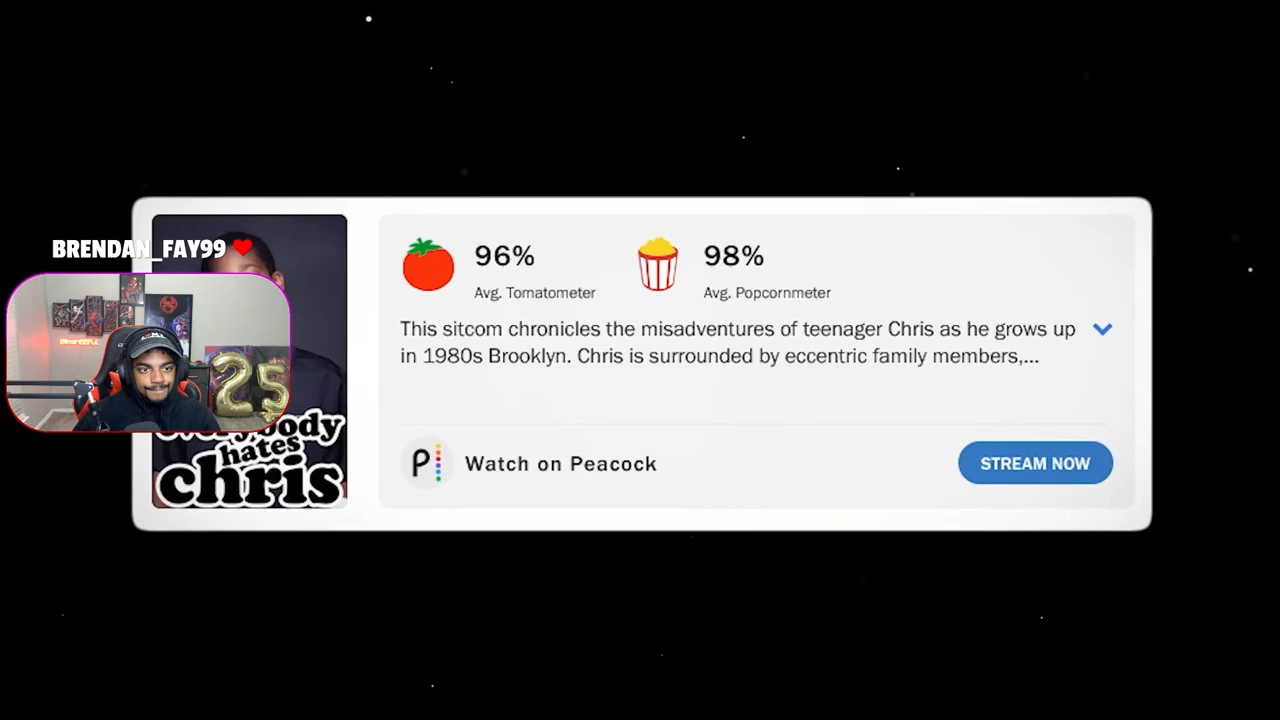 96%
98%
Avg. Tomatometer
Avg. Popcornmeter
BRENDAN_FAY99
This sitcom chronicles the misadventures of teenager Chris as he grows up
in 1980s Brooklyn. Chris is surrounded by eccentric family members,...
25
everybody
hates
chris
Watch on Peacock
STREAM NOW